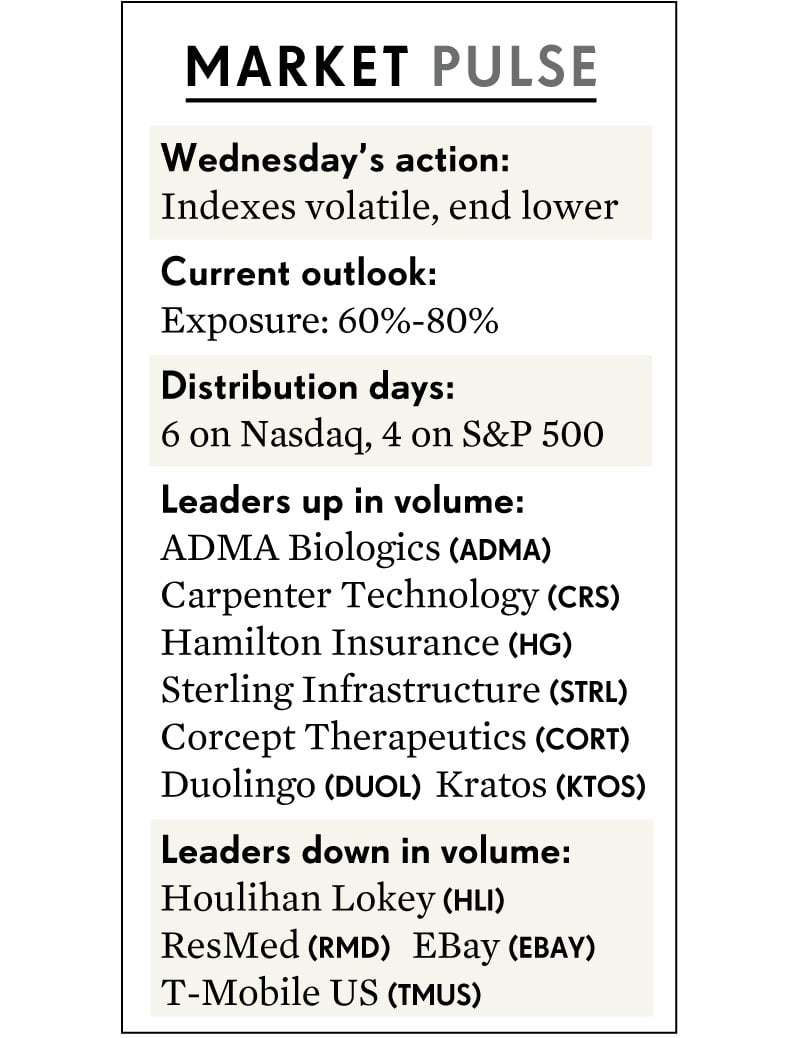 MARKET PULSE
Wednesday’s action:
Indexes volatile, end lower
Current outlook:
Exposure: 60%-80%
Distribution days:
6 on Nasdaq, 4 on S&P 500
Leaders up in volume:
ADMA Biologics (ADMA)
Carpenter Technology (CRS)
Hamilton Insurance (HG)
Sterling Infrastructure (STRL)
Corcept Therapeutics (CORT)
Duolingo (DUOL) Kratos (KTOS)
Leaders down in volume:
Houlihan Lokey (HLI)
ResMed (RMD) EBay (EBAY)
T-Mobile US (TMUS)